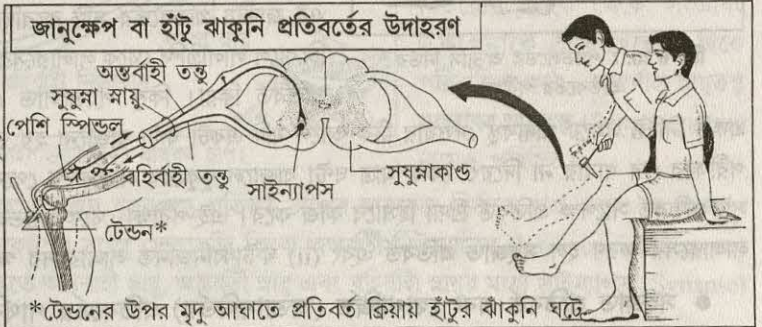 জানুক্ষেপ বা হাঁটু ঝাকুনি প্রতিবর্তের উদাহরণ
অন্তর্বাহী তন্তু
সুষুম্না স্নায়ু
পেশি স্পিন্ডল
বহির্বাহী তন্তু
সাইন্যাপস
সুষুম্নাকাণ্ড
টেন্ডন*
*টেন্ডনের উপর মৃদু আঘাতে প্রতিবর্ত ক্রিয়ায় হাঁটুর ঝাঁকুনি ঘটে